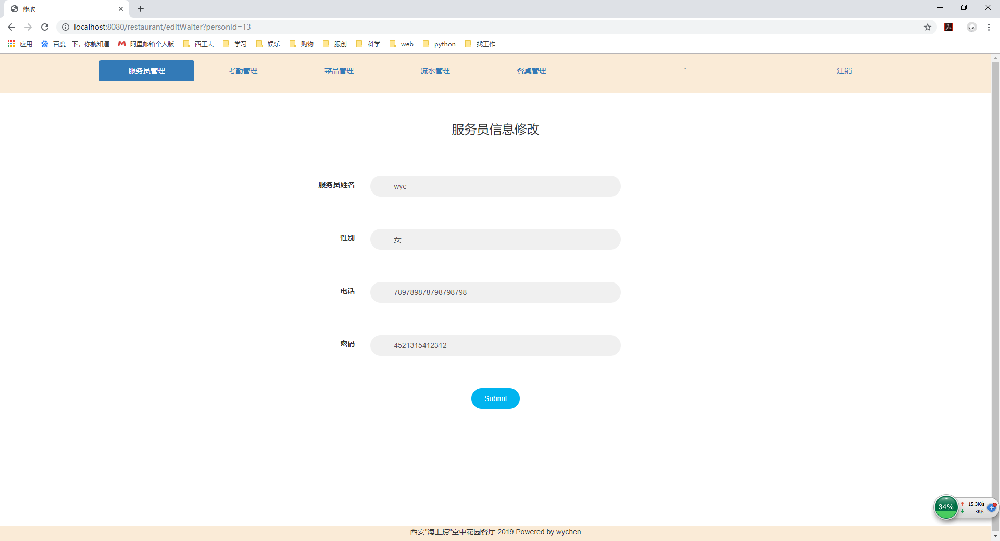 修改
localhost:8080/restaurant/editWaiter?personId=13
应用 百度一下，你就知道 阿里邮箱个人版 西工大 学习 娱乐 购物 服创 科学 web python 找工作
服务员管理 考勤管理 菜品管理 流水管理 餐桌管理 ` 注销
服务员信息修改
服务员姓名 wyc
性别 女
电话 789789878798798798
密码 4521315412312
Submit
34% 15.3K/s
3K/s
西安"海上捞"空中花园餐厅 2019 Powered by wychen